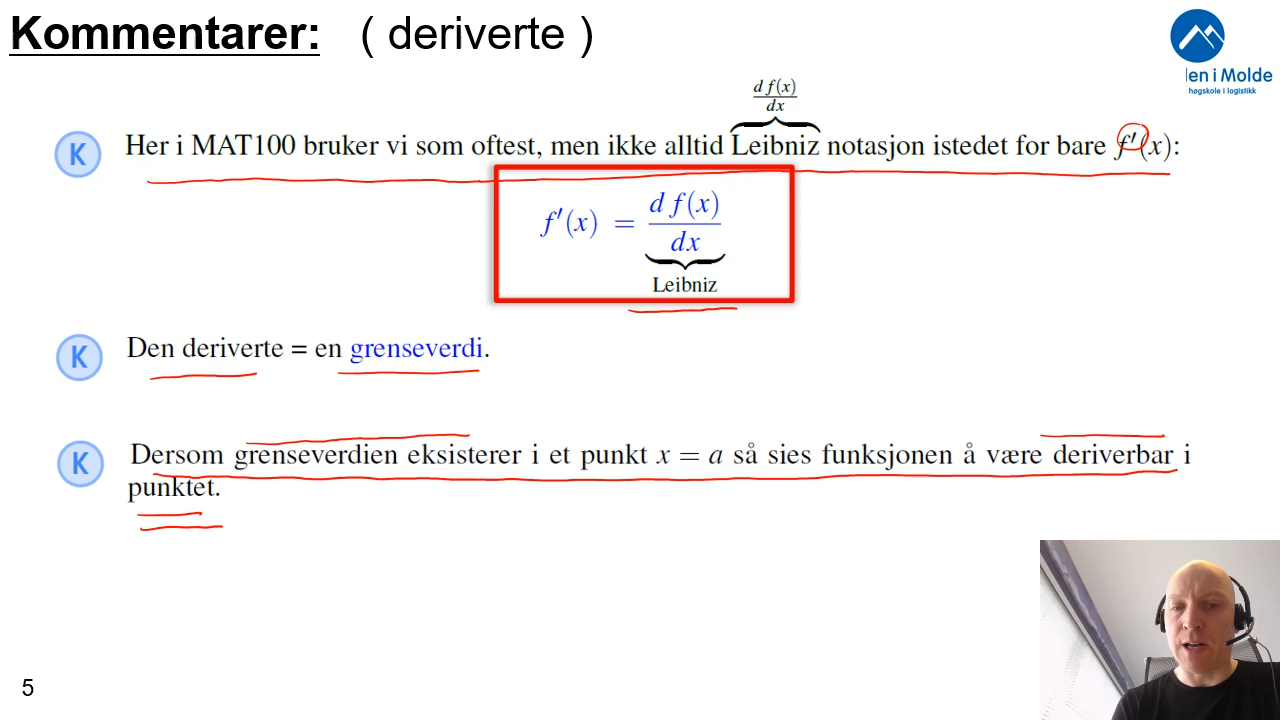 Kommentarer: ( deriverte )
len i Molde
høgskole i logistikk
d f(x)
dx
K Her i MAT100 bruker vi som oftest, men ikke alltid Leibniz notasjon istedet for bare f′(x):
f′(x) = d f(x)
dx
Leibniz
K Den deriverte = en grenseverdi.
K Dersom grenseverdien eksisterer i et punkt x = a så sies funksjonen å være deriverbar i
punktet.
5